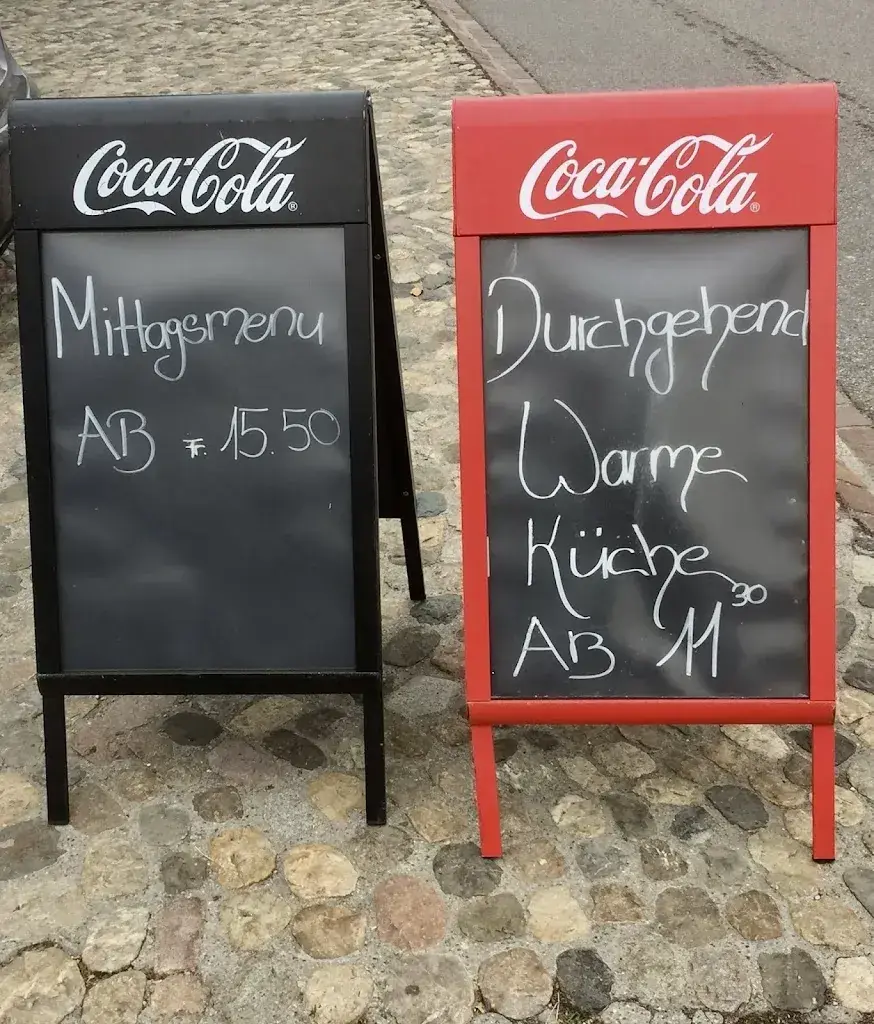 Coca-Cola®
Mittagsmenu
AB Fr. 15.50
Coca-Cola®
Durchgehend
Warme
Küche
AB 11 30